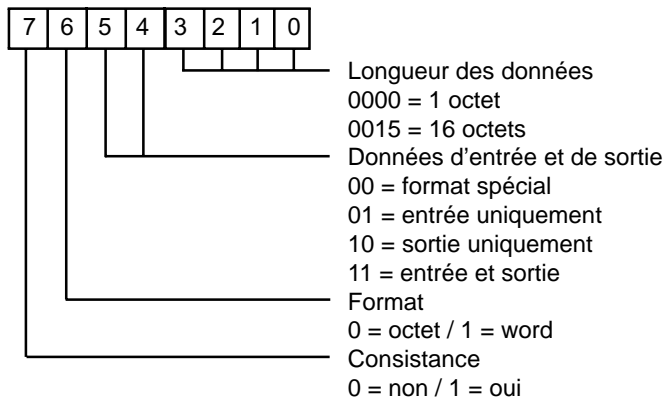 7 6 5 4 3 2 1 0
Longueur des données
0000 = 1 octet
0015 = 16 octets
Données d'entrée et de sortie
00 = format spécial
01 = entrée uniquement
10 = sortie uniquement
11 = entrée et sortie
Format
0 = octet / 1 = word
Consistance
0 = non / 1 = oui